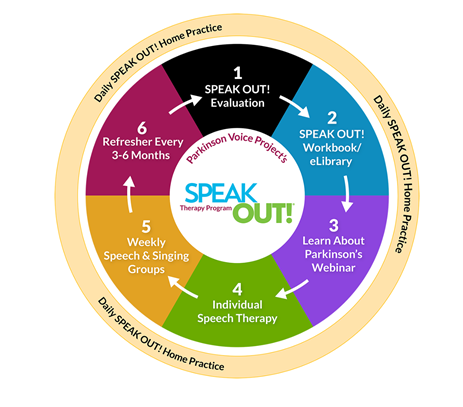 Daily SPEAK OUT! Home Practice
Daily SPEAK OUT! Home Practice
Daily SPEAK OUT! Home Practice
1
SPEAK OUT!
Evaluation
2
SPEAK OUT!
Workbook/
eLibrary
3
Learn About
Parkinson's
Webinar
4
Individual
Speech Therapy
5
Weekly
Speech & Singing
Groups
6
Refresher Every
3-6 Months
Parkinson Voice Project's
SPEAK
Therapy Program
OUT!®